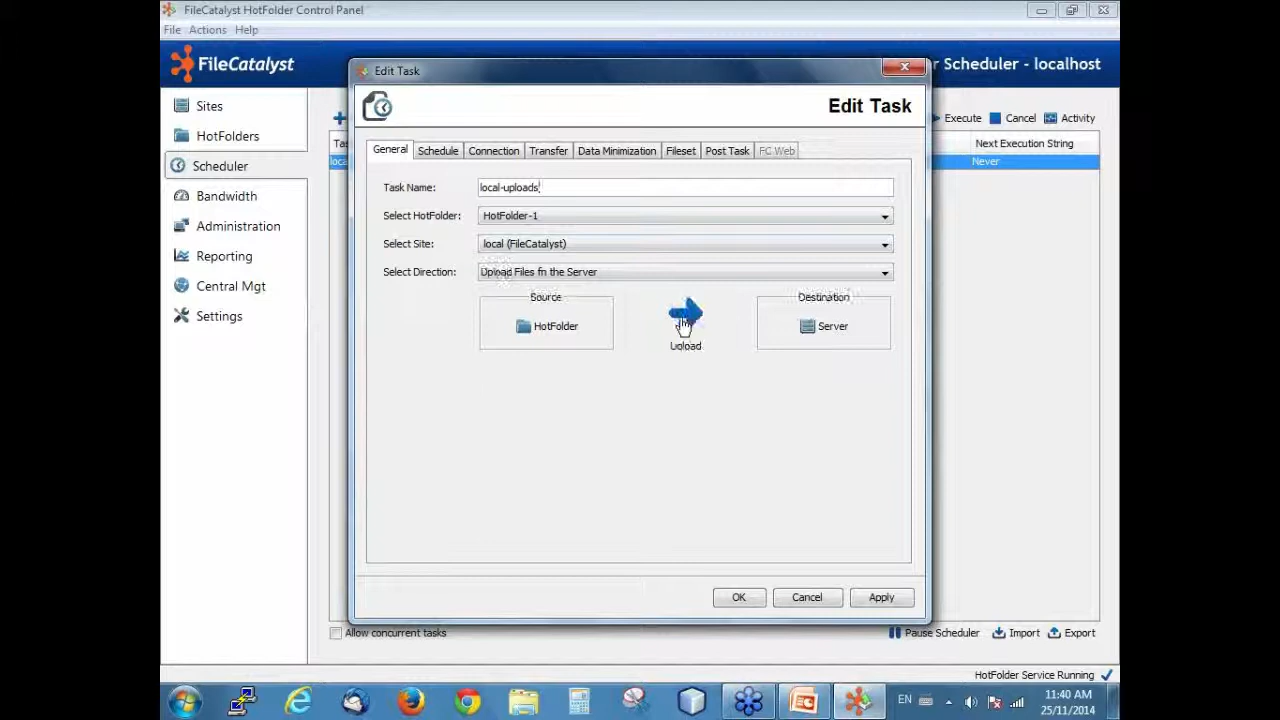 FileCatalyst HotFolder Control Panel
File Actions Help
FileCatalyst
r Scheduler - localhost
Sites
HotFolders
Scheduler
Bandwidth
Administration
Reporting
Central Mgt
Settings
Execute Cancel Activity
Tas
Next Execution String
loca
Never
Edit Task
Edit Task
General Schedule Connection Transfer Data Minimization Fileset Post Task FC Web
Task Name: local-uploads
Select HotFolder: HotFolder-1
Select Site: local (FileCatalyst)
Select Direction: Upload Files fn the Server
Source
HotFolder
Upload
Destination
Server
OK Cancel Apply
Allow concurrent tasks
Pause Scheduler Import Export
HotFolder Service Running
EN
11:40 AM
25/11/2014